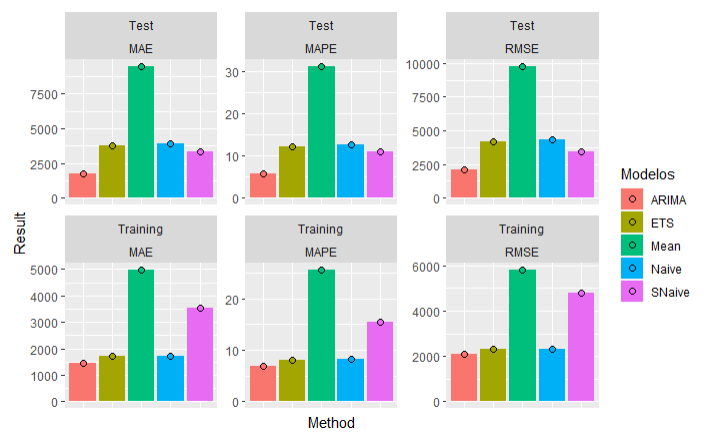 Test
MAE
Test
MAPE
Test
RMSE
7500
5000
2500
0
30
20
10
0
10000
7500
5000
2500
0
Training
MAE
Training
MAPE
Training
RMSE
5000
4000
3000
2000
1000
0
20
10
0
6000
4000
2000
0
Result
Method
Modelos
ARIMA
ETS
Mean
Naive
SNaive